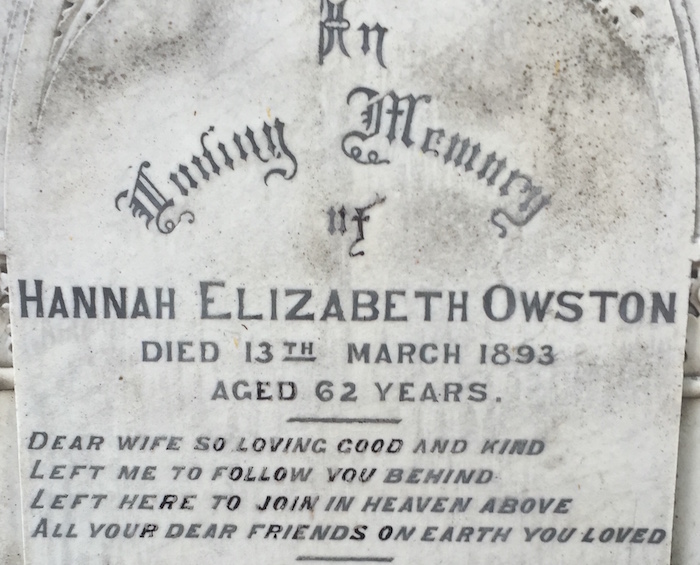 In
Loving Memory
of
HANNAH ELIZABETH OWSTON
DIED 13TH MARCH 1893
AGED 62 YEARS.
DEAR WIFE SO LOVING GOOD AND KIND
LEFT ME TO FOLLOW YOU BEHIND
LEFT HERE TO JOIN IN HEAVEN ABOVE
ALL YOUR DEAR FRIENDS ON EARTH YOU LOVED